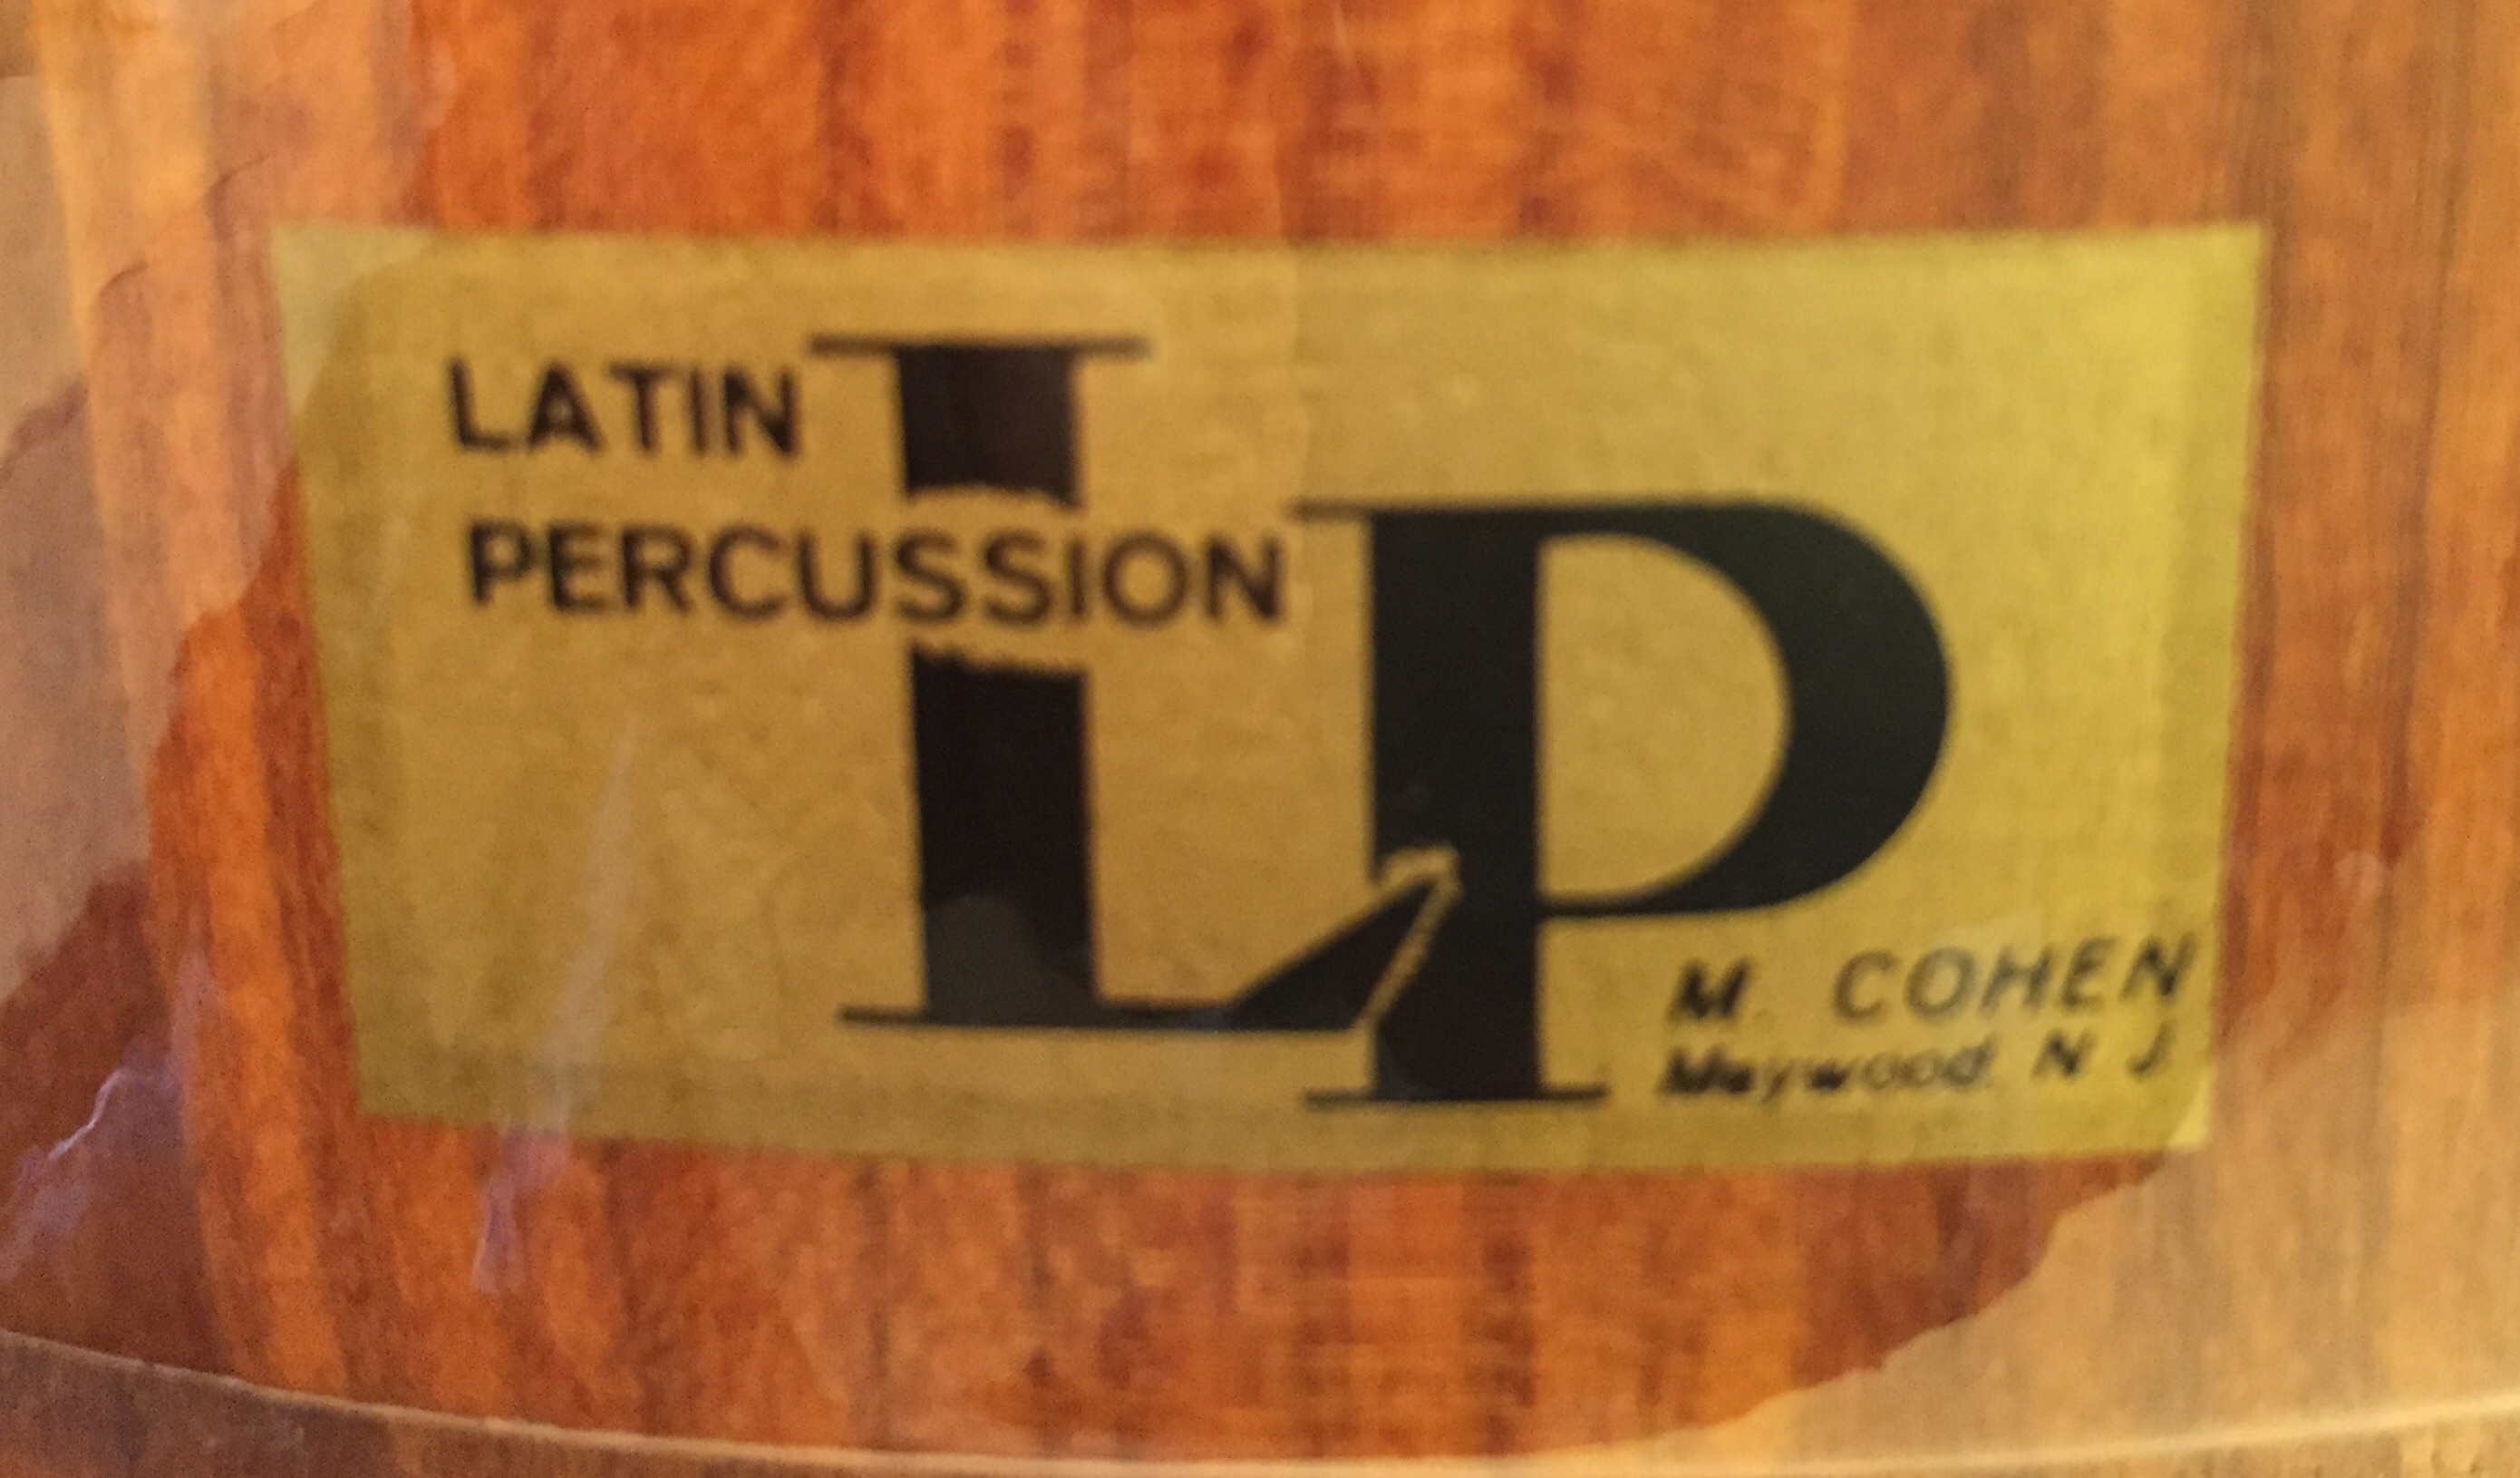 LATIN
PERCUSSION
LP
M. COHEN
Maywood, N J